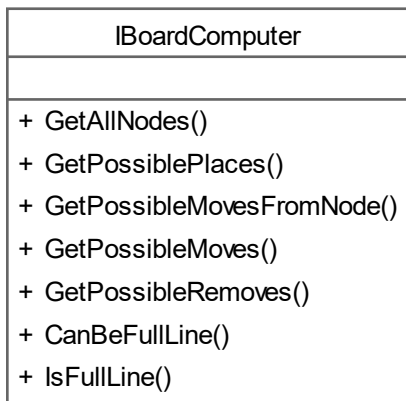 IBoardComputer
+ GetAllNodes()
+ GetPossiblePlaces()
+ GetPossibleMovesFromNode()
+ GetPossibleMoves()
+ GetPossibleRemoves()
+ CanBeFullLine()
+ IsFullLine()